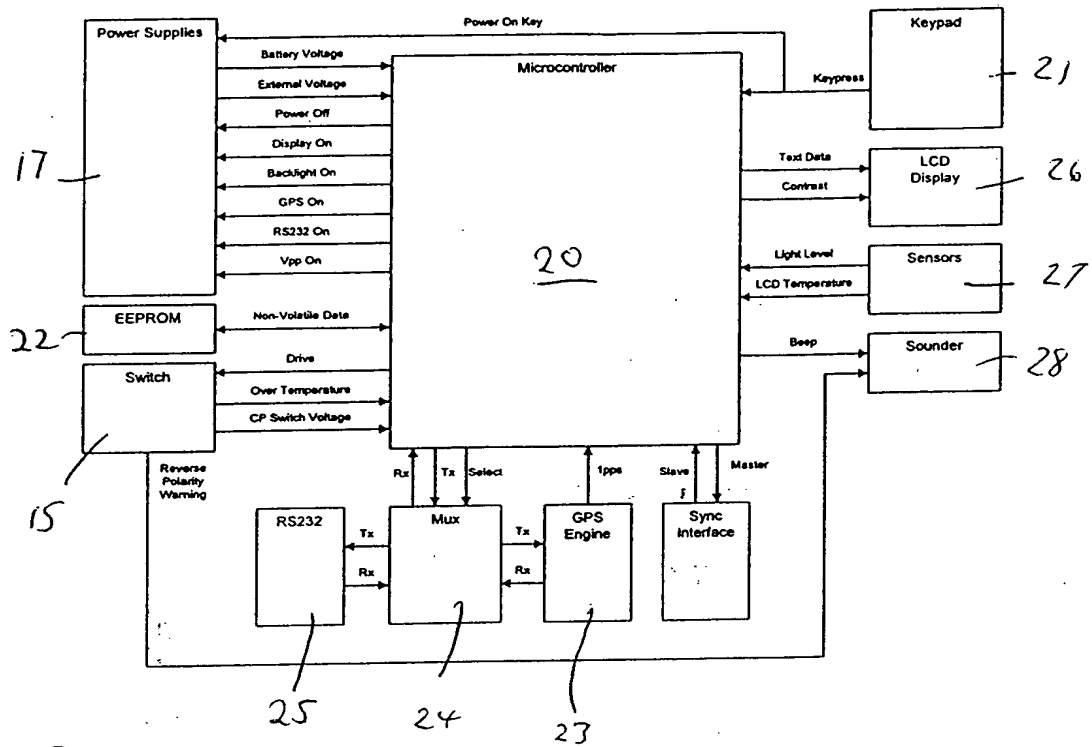 Power Supplies
Power On Key
Keypad
Battery Voltage
Microcontroller
External Voltage
Keypress
21
Power Off
Display On
Text Data
LCD
Display
26
17
Backlight On
Contrast
GPS On
RS232 On
20
Light Level
Sensors
27
Vpp On
LCD Temperature
EEPROM
22
Non-Volatile Data
Beep
Sounder
28
Switch
Drive
Over Temperature
CP Switch Voltage
15
Reverse
Polarity
Warning
Rx
Tx
Select
1pps
Slave
Master
RS232
Mux
GPS
Engine
Sync
Interface
Tx
Tx
Rx
Rx
25
24
23